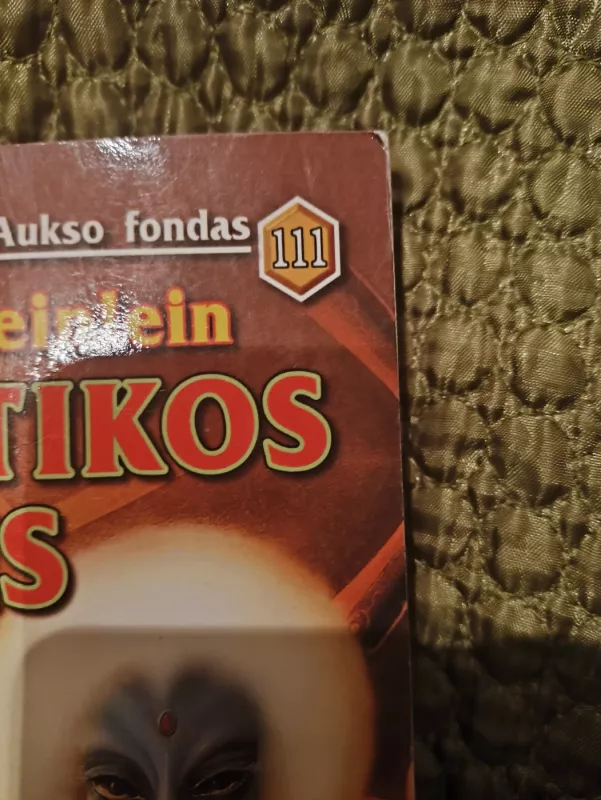 Aukso fondas 111
einlein
TIKOS
S